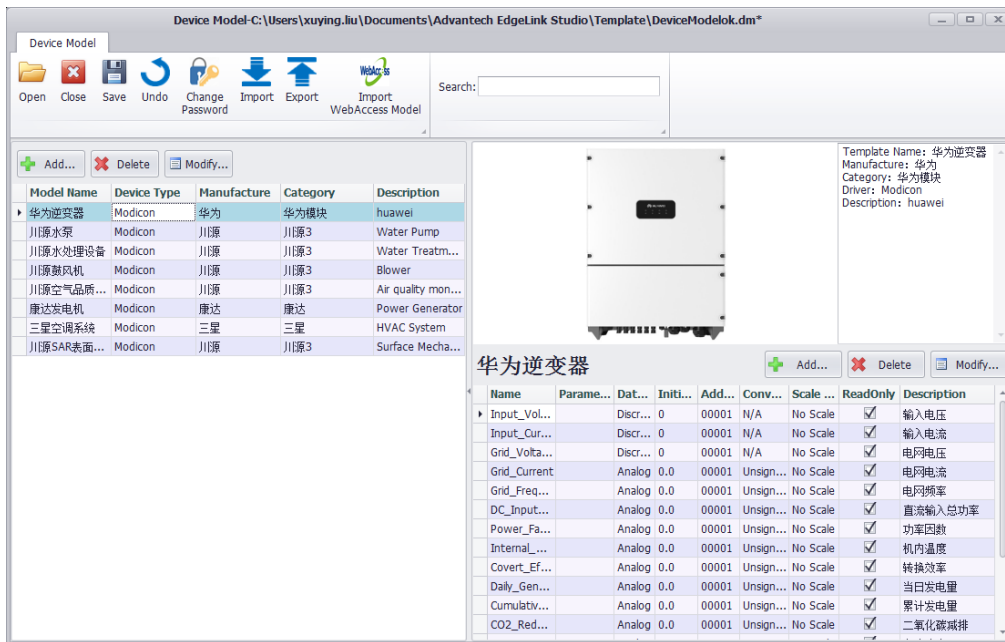 Device Model-C:\Users\xuying.liu\Documents\Advantech EdgeLink Studio\Template\DeviceModelok.dm*
Device Model
Open Close Save Undo Change Password Import Export Import WebAccess Model
WebAccess
Search:
Add... Delete Modify...
Model Name Device Type Manufacture Category Description
华为逆变器 Modicon 华为 华为模块 huawei
川源水泵 Modicon 川源 川源3 Water Pump
川源水处理设备 Modicon 川源 川源3 Water Treatm...
川源鼓风机 Modicon 川源 川源3 Blower
川源空气品质... Modicon 川源 川源3 Air quality mon...
康达发电机 Modicon 康达 康达 Power Generator
三星空调系统 Modicon 三星 三星 HVAC System
川源SAR表面... Modicon 川源 川源3 Surface Mecha...
Template Name: 华为逆变器
Manufacture: 华为
Category: 华为模块
Driver: Modicon
Description: huawei
华为逆变器
Add... Delete Modify...
Name Parame... Dat... Initi... Add... Conv... Scale ... ReadOnly Description
Input_Vol... Discr... 0 00001 N/A No Scale 输入电压
Input_Cur... Discr... 0 00001 N/A No Scale 输入电流
Grid_Volta... Discr... 0 00001 N/A No Scale 电网电压
Grid_Current Analog 0.0 00001 Unsign... No Scale 电网电流
Grid_Freq... Analog 0.0 00001 Unsign... No Scale 电网频率
DC_Input... Analog 0.0 00001 Unsign... No Scale 直流输入总功率
Power_Fa... Analog 0.0 00001 Unsign... No Scale 功率因数
Internal_... Analog 0.0 00001 Unsign... No Scale 机内温度
Covert_Ef... Analog 0.0 00001 Unsign... No Scale 转换效率
Daily_Gen... Analog 0.0 00001 Unsign... No Scale 当日发电量
Cumulativ... Analog 0.0 00001 Unsign... No Scale 累计发电量
CO2_Red... Analog 0.0 00001 Unsign... No Scale 二氧化碳减排